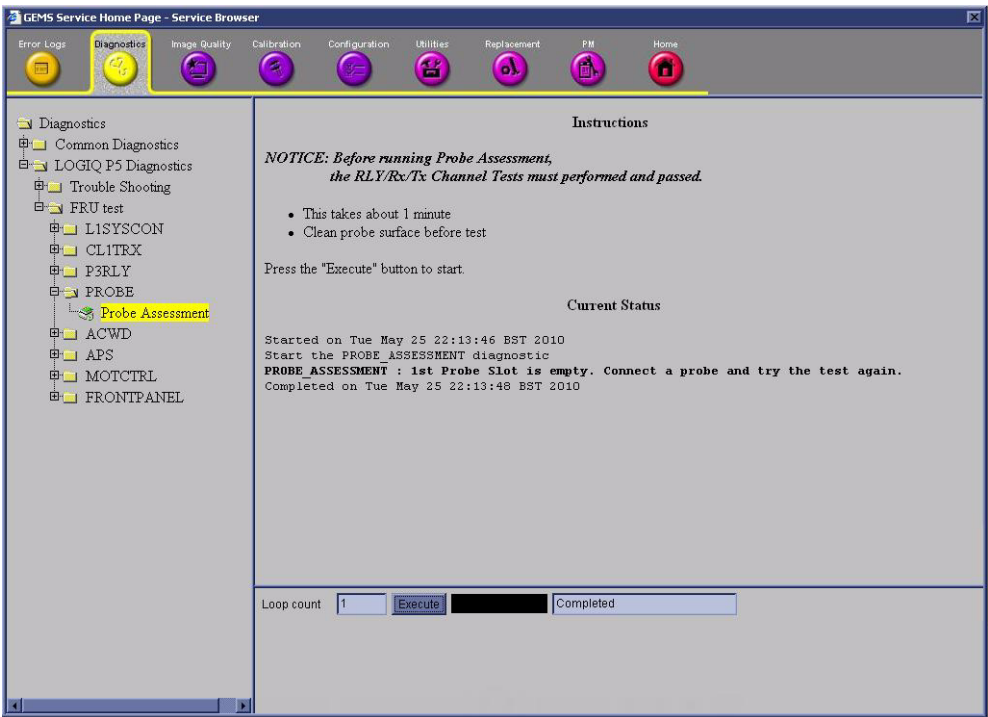 GEMS Service Home Page - Service Browser
Error Logs Diagnostics Image Quality Calibration Configuration Utilities Replacement PM Home
Diagnostics
Common Diagnostics
LOGIQ P5 Diagnostics
Trouble Shooting
FRU test
L1SYSCON
CL1TRX
P3RLY
PROBE
Probe Assessment
ACWD
APS
MOTCTRL
FRONTPANEL
Instructions
NOTICE: Before running Probe Assessment,
the RLY/Rx/Tx Channel Tests must performed and passed.
• This takes about 1 minute
• Clean probe surface before test
Press the "Execute" button to start.
Current Status
Started on Tue May 25 22:13:46 BST 2010
Start the PROBE_ASSESSMENT diagnostic
PROBE_ASSESSMENT : 1st Probe Slot is empty. Connect a probe and try the test again.
Completed on Tue May 25 22:13:48 BST 2010
Loop count 1 Execute Completed